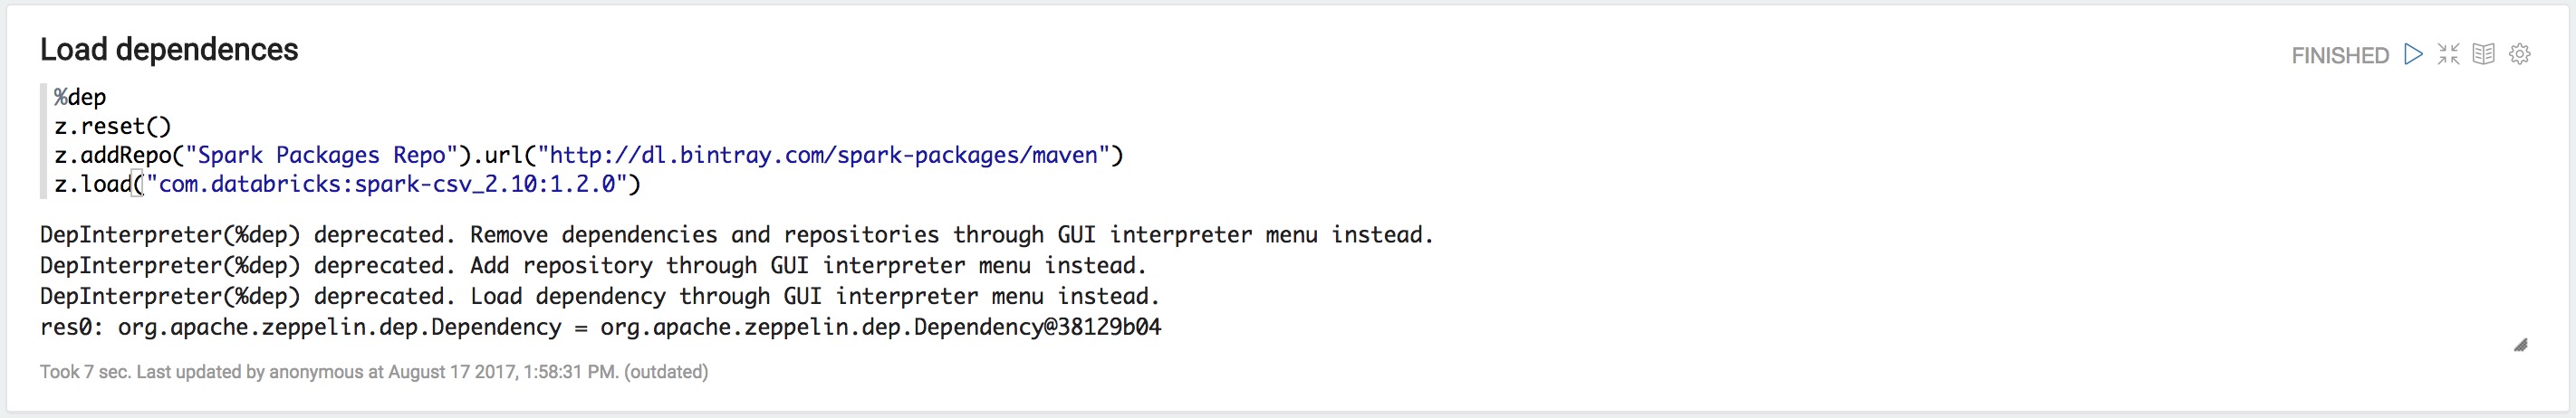 Load dependences
FINISHED
%dep
z.reset()
z.addRepo("Spark Packages Repo").url("http://dl.bintray.com/spark-packages/maven")
z.load("com.databricks:spark-csv_2.10:1.2.0")
DepInterpreter(%dep) deprecated. Remove dependencies and repositories through GUI interpreter menu instead.
DepInterpreter(%dep) deprecated. Add repository through GUI interpreter menu instead.
DepInterpreter(%dep) deprecated. Load dependency through GUI interpreter menu instead.
res0: org.apache.zeppelin.dep.Dependency = org.apache.zeppelin.dep.Dependency@38129b04
Took 7 sec. Last updated by anonymous at August 17 2017, 1:58:31 PM. (outdated)